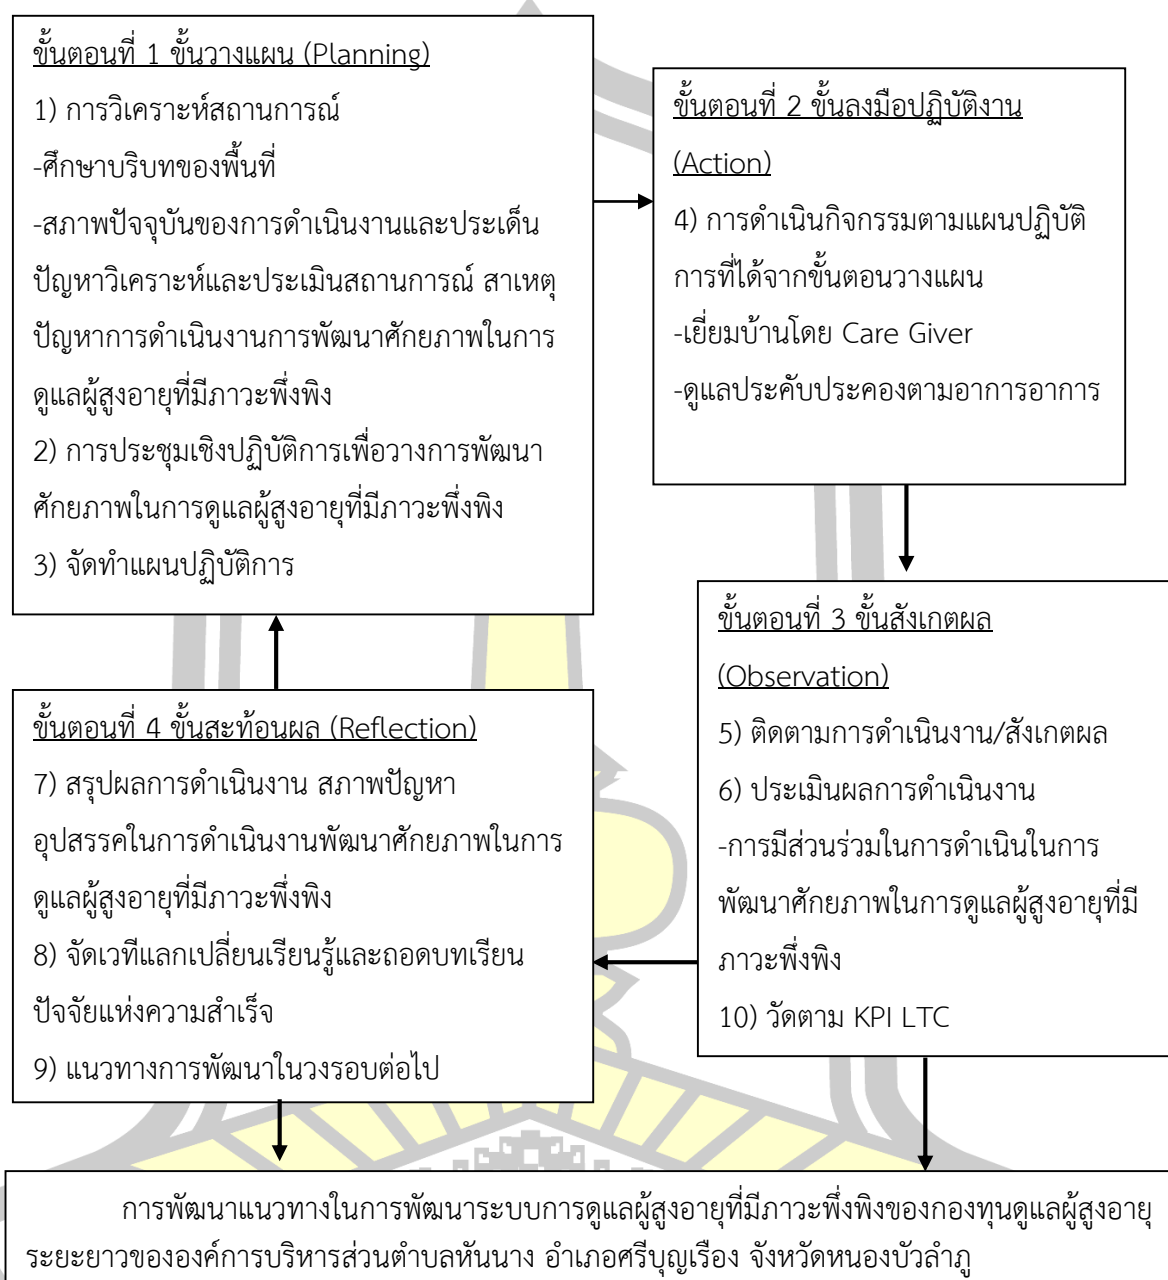 ขั้นตอนที่ 1 ขั้นวางแผน (Planning)
1) การวิเคราะห์สถานการณ์
-ศึกษาบริบทของพื้นที่
-สภาพปัจจุบันของการดำเนินงานและประเด็น
ปัญหาวิเคราะห์และประเมินสถานการณ์ สาเหตุ
ปัญหาการดำเนินงานการพัฒนาศักยภาพในการ
ดูแลผู้สูงอายุที่มีภาวะพึ่งพิง
2) การประชุมเชิงปฏิบัติการเพื่อวางการพัฒนา
ศักยภาพในการดูแลผู้สูงอายุที่มีภาวะพึ่งพิง
3) จัดทำแผนปฏิบัติการ
ขั้นตอนที่ 2 ขั้นลงมือปฏิบัติงาน
(Action)
4) การดำเนินกิจกรรมตามแผนปฏิบัติ
การที่ได้จากขั้นตอนวางแผน
-เยี่ยมบ้านโดย Care Giver
-ดูแลประคับประคองตามอาการอาการ
ขั้นตอนที่ 3 ขั้นสังเกตผล
(Observation)
5) ติดตามการดำเนินงาน/สังเกตผล
6) ประเมินผลการดำเนินงาน
-การมีส่วนร่วมในการดำเนินในการ
พัฒนาศักยภาพในการดูแลผู้สูงอายุที่มี
ภาวะพึ่งพิง
10) วัดตาม KPI LTC
ขั้นตอนที่ 4 ขั้นสะท้อนผล (Reflection)
7) สรุปผลการดำเนินงาน สภาพปัญหา
อุปสรรคในการดำเนินงานพัฒนาศักยภาพในการ
ดูแลผู้สูงอายุที่มีภาวะพึ่งพิง
8) จัดเวทีแลกเปลี่ยนเรียนรู้และถอดบทเรียน
ปัจจัยแห่งความสำเร็จ
9) แนวทางการพัฒนาในวงรอบต่อไป
การพัฒนาแนวทางในการพัฒนาระบบการดูแลผู้สูงอายุที่มีภาวะพึ่งพิงของกองทุนดูแลผู้สูงอายุ
ระยะยาวขององค์การบริหารส่วนตำบลหันนาง อำเภอศรีบุญเรือง จังหวัดหนองบัวลำภู